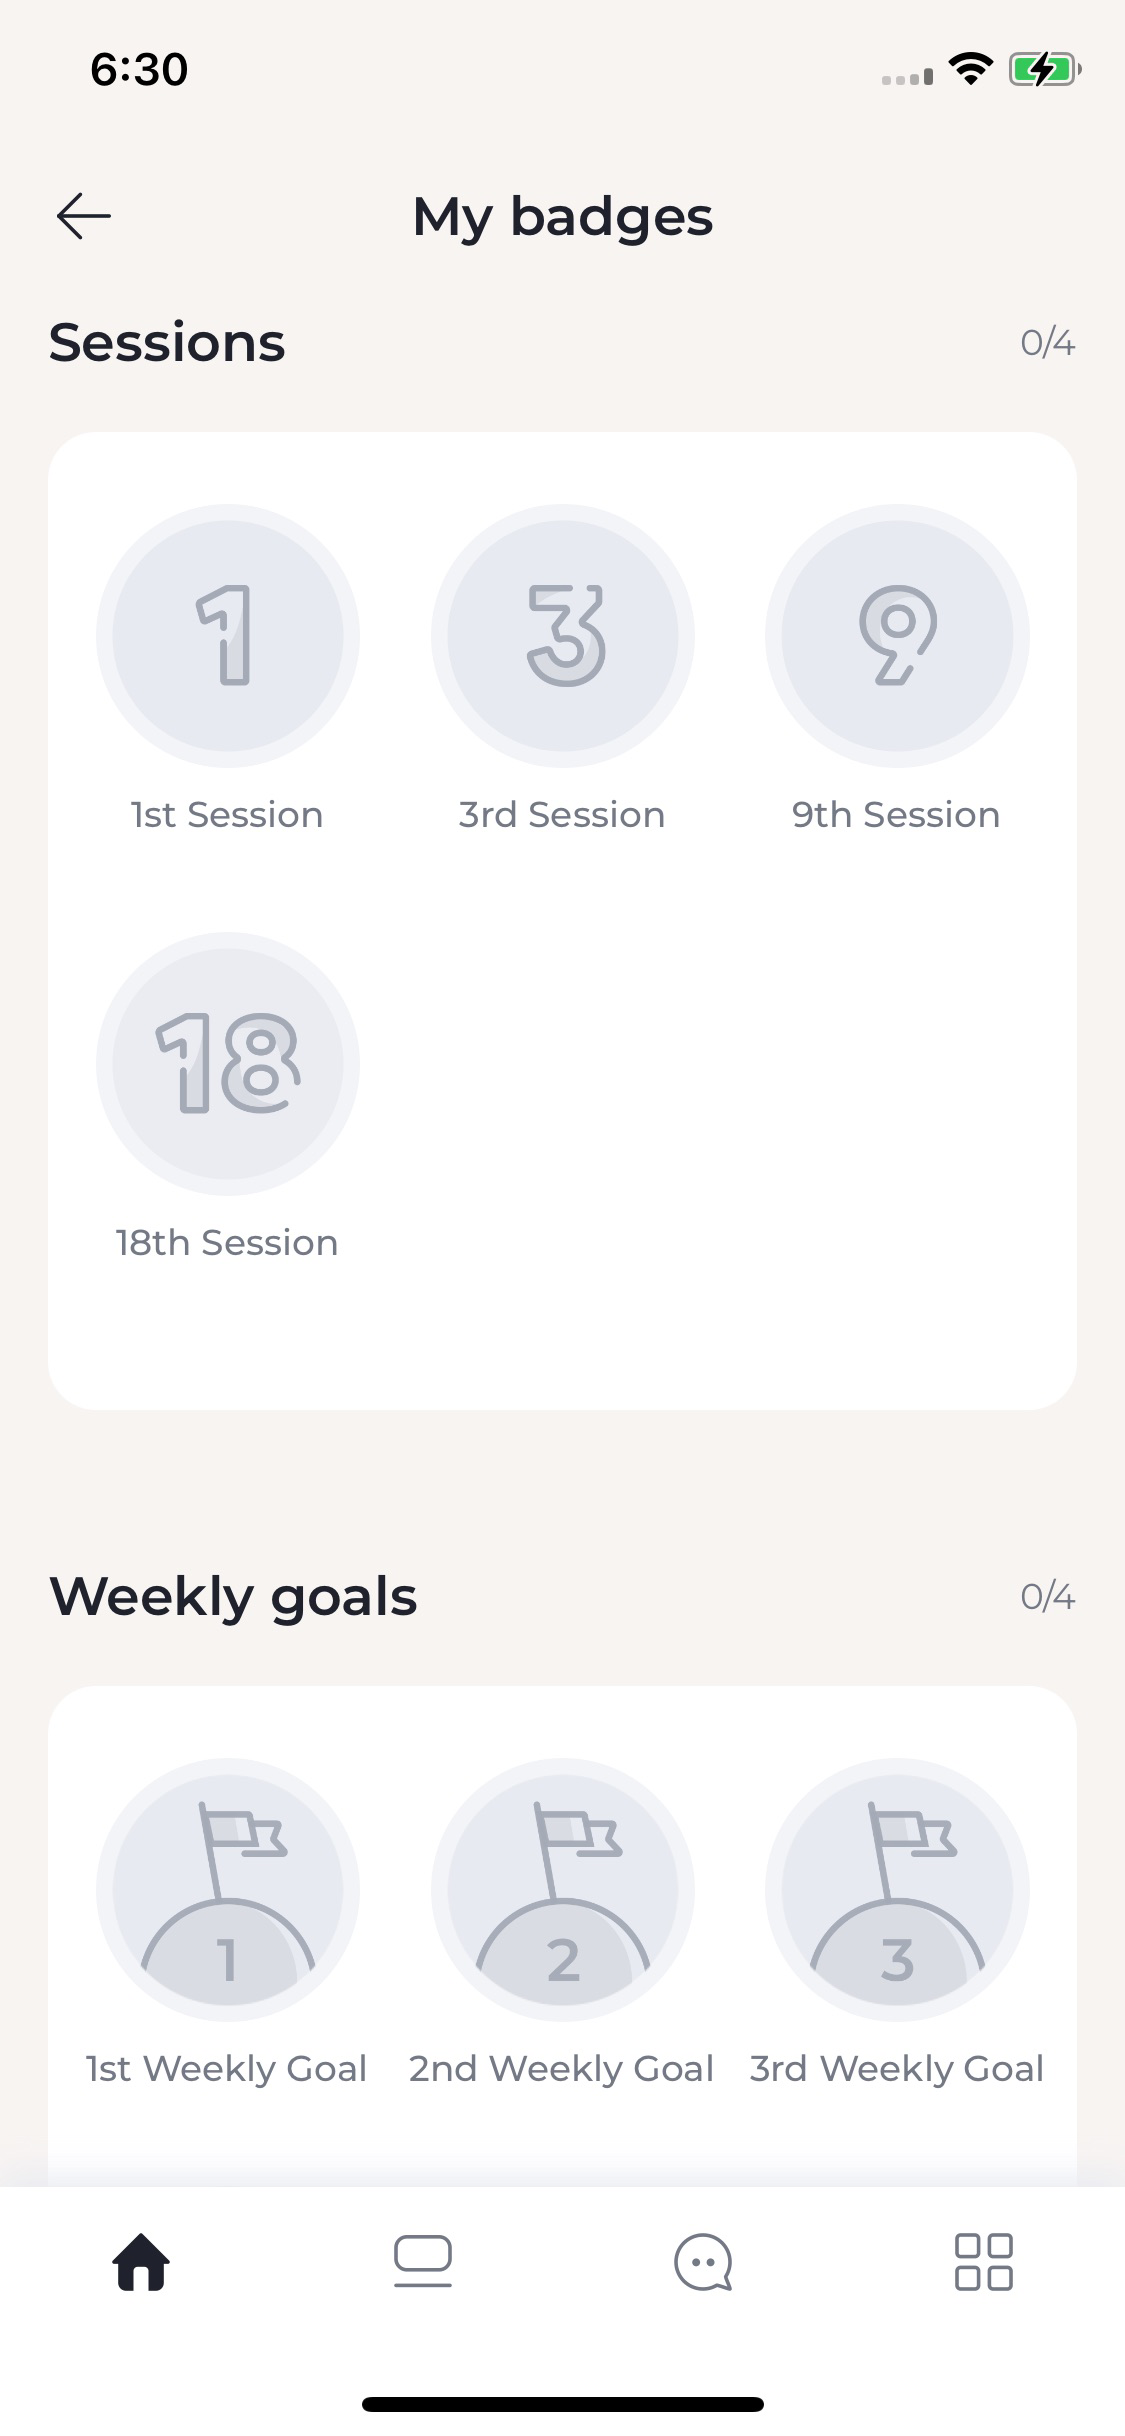 6:30
My badges
Sessions 0/4
1 3 9
1st Session 3rd Session 9th Session
18
18th Session
Weekly goals 0/4
1 2 3
1st Weekly Goal 2nd Weekly Goal 3rd Weekly Goal